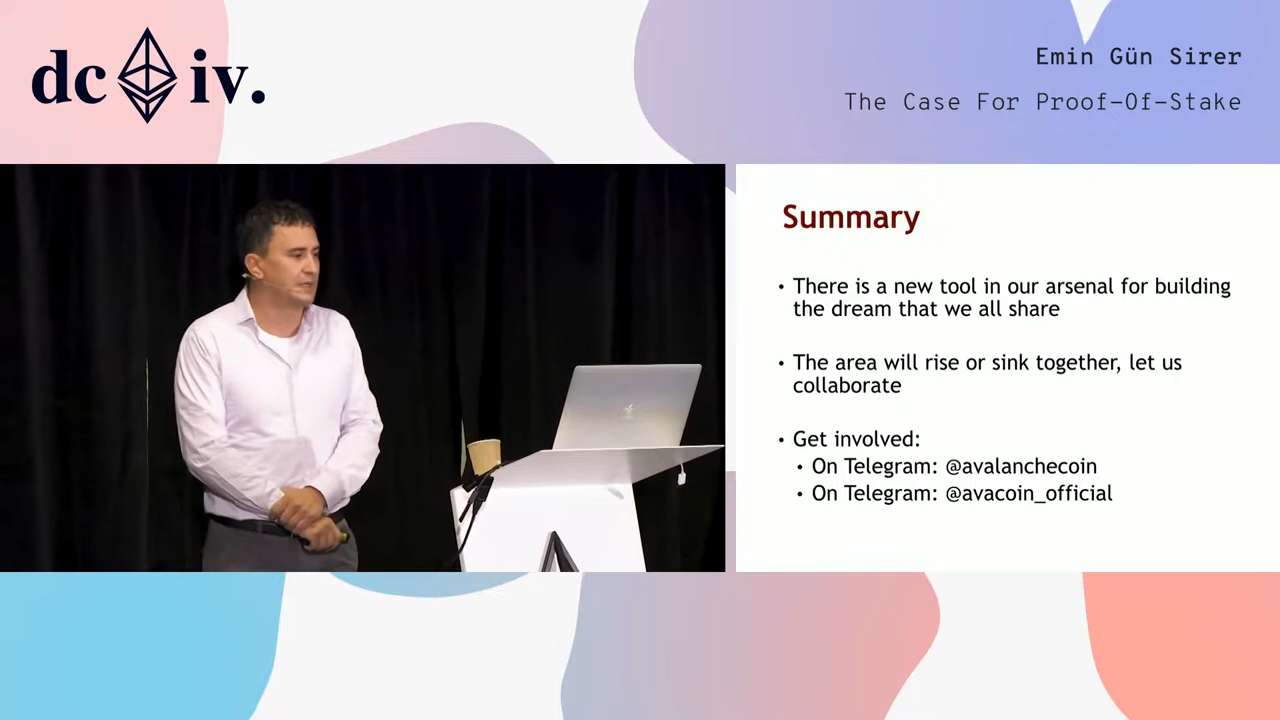 dc iv.
Emin Gün Sirer
The Case For Proof-Of-Stake
Summary
• There is a new tool in our arsenal for building
the dream that we all share
• The area will rise or sink together, let us
collaborate
• Get involved:
• On Telegram: @avalanchecoin
• On Telegram: @avacoin_official